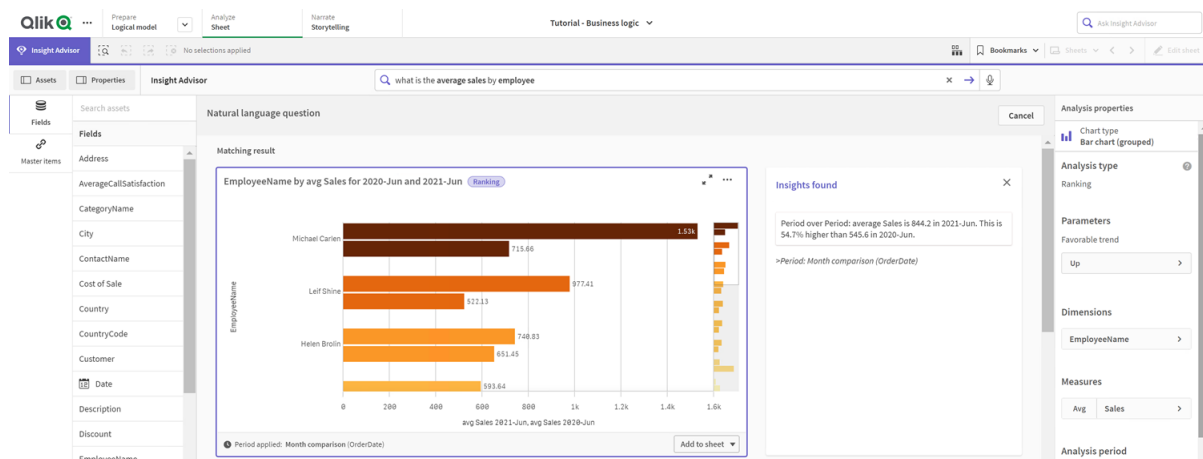 Qlik
...
Prepare
Logical model
Analyze
Sheet
Narrate
Storytelling
Tutorial - Business logic
Ask Insight Advisor
Insight Advisor
No selections applied
Bookmarks
Sheets
Edit sheet
Assets
Properties
Insight Advisor
what is the average sales by employee
Fields
Master items
Search assets
Fields
Address
AverageCallSatisfaction
CategoryName
City
ContactName
Cost of Sale
Country
CountryCode
Customer
Date
Description
Discount
EmployeeName
Natural language question
Cancel
Matching result
EmployeeName by avg Sales for 2020-Jun and 2021-Jun Ranking
EmployeeName
Michael Carlen
1.53k
715.66
Leif Shine
977.41
522.13
Helen Brolin
740.83
651.45
593.64
0 200 400 600 800 1k 1.2k 1.4k 1.6k
avg Sales 2021-Jun, avg Sales 2020-Jun
Period applied: Month comparison (OrderDate)
Add to sheet
Insights found
Period over Period: average Sales is 844.2 in 2021-Jun. This is
54.7% higher than 545.6 in 2020-Jun.
>Period: Month comparison (OrderDate)
Analysis properties
Chart type
Bar chart (grouped)
Analysis type
Ranking
Parameters
Favorable trend
Up
Dimensions
EmployeeName
Measures
Avg Sales
Analysis period